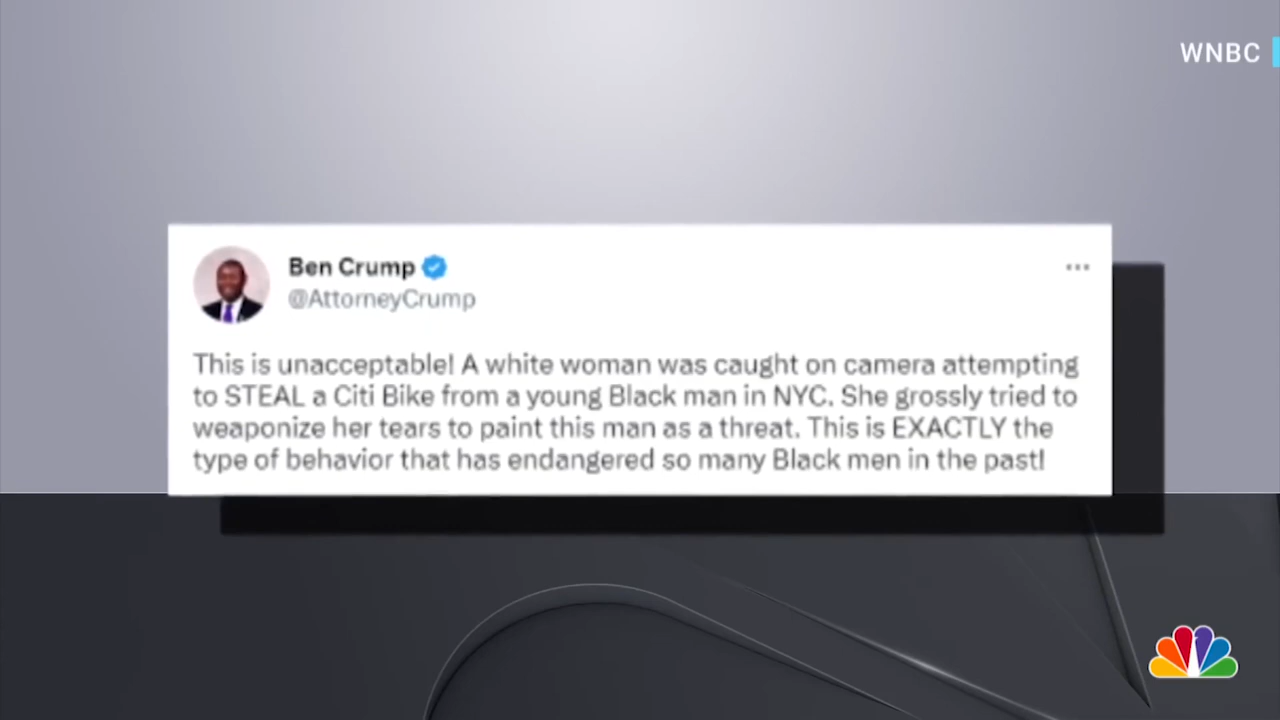 WNBC
Ben Crump
@AttorneyCrump
This is unacceptable! A white woman was caught on camera attempting
to STEAL a Citi Bike from a young Black man in NYC. She grossly tried to
weaponize her tears to paint this man as a threat. This is EXACTLY the
type of behavior that has endangered so many Black men in the past!